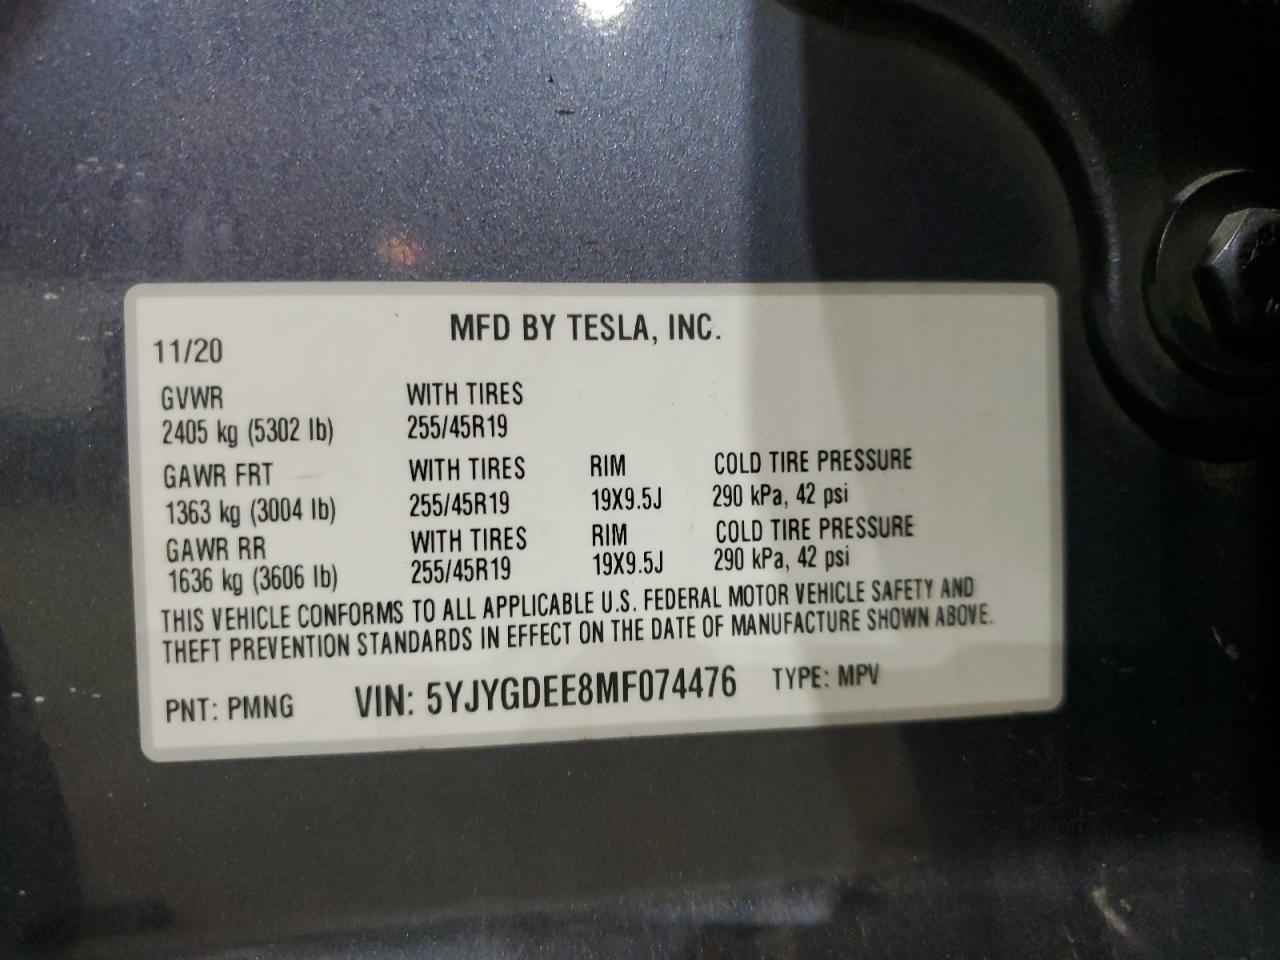 MFD BY TESLA, INC.
11/20
GVWR WITH TIRES
2405 kg (5302 lb) 255/45R19
GAWR FRT WITH TIRES RIM COLD TIRE PRESSURE
1363 kg (3004 lb) 255/45R19 19X9.5J 290 kPa, 42 psi
GAWR RR WITH TIRES RIM COLD TIRE PRESSURE
1636 kg (3606 lb) 255/45R19 19X9.5J 290 kPa, 42 psi
THIS VEHICLE CONFORMS TO ALL APPLICABLE U.S. FEDERAL MOTOR VEHICLE SAFETY AND
THEFT PREVENTION STANDARDS IN EFFECT ON THE DATE OF MANUFACTURE SHOWN ABOVE.
PNT: PMNG VIN: 5YJYGDEE8MF074476 TYPE: MPV